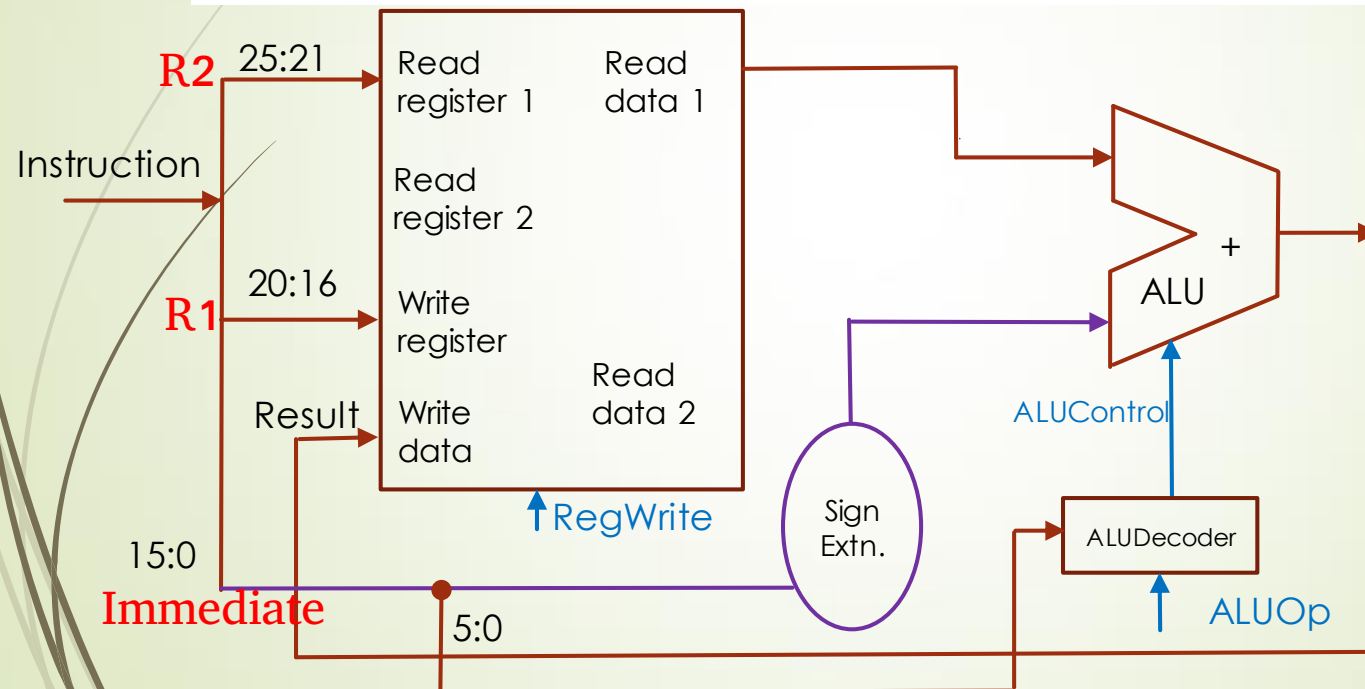 R2
25:21
Read
register 1
Read
data 1
Instruction
Read
register 2
+
20:16
R1
Write
register
ALU
Read
data 2
Result
Write
data
ALUControl
RegWrite
Sign
Extn.
ALUDecoder
15:0
Immediate
5:0
ALUOp